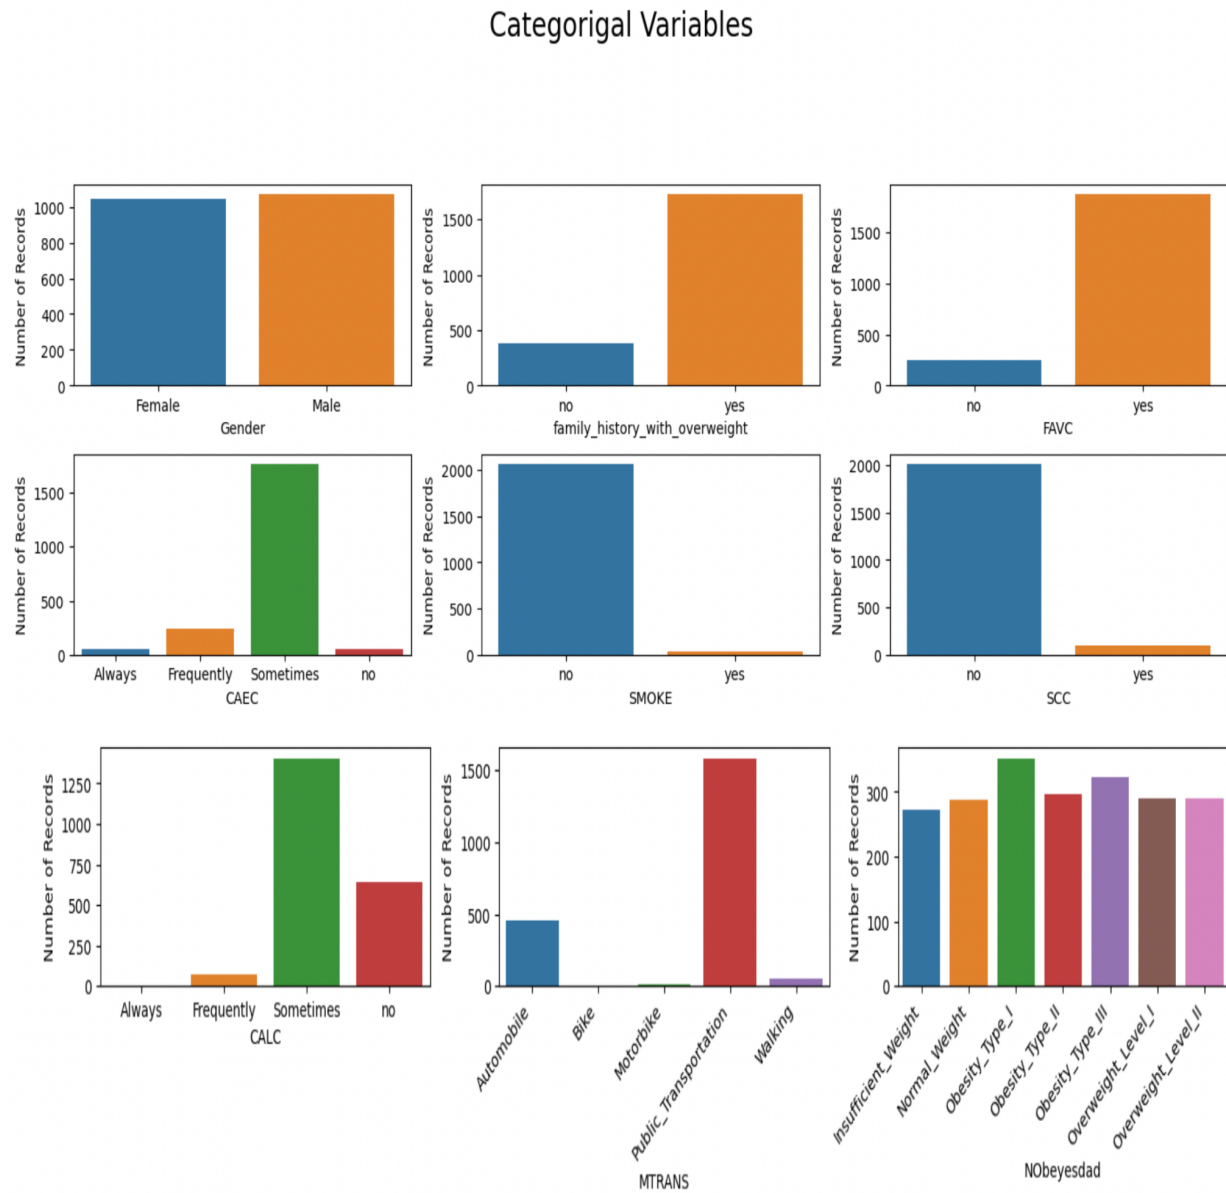 Categorigal Variables
Number of Records
1000
800
600
400
200
0
Female Male
Gender
Number of Records
1500
1000
500
0
no yes
family_history_with_overweight
Number of Records
1500
1000
500
0
no yes
FAVC
Number of Records
1500
1000
500
0
Always Frequently Sometimes no
CAEC
Number of Records
2000
1500
1000
500
0
no yes
SMOKE
Number of Records
2000
1500
1000
500
0
no yes
SCC
Number of Records
1250
1000
750
500
250
0
Always Frequently Sometimes no
CALC
Number of Records
1500
1000
500
0
Automobile
Bike
Motorbike
Public_Transportation
Walking
MTRANS
Number of Records
300
200
100
0
Insufficient_Weight
Normal_Weight
Obesity_Type_I
Obesity_Type_II
Obesity_Type_III
Overweight_Level_I
Overweight_Level_II
NObeyesdad